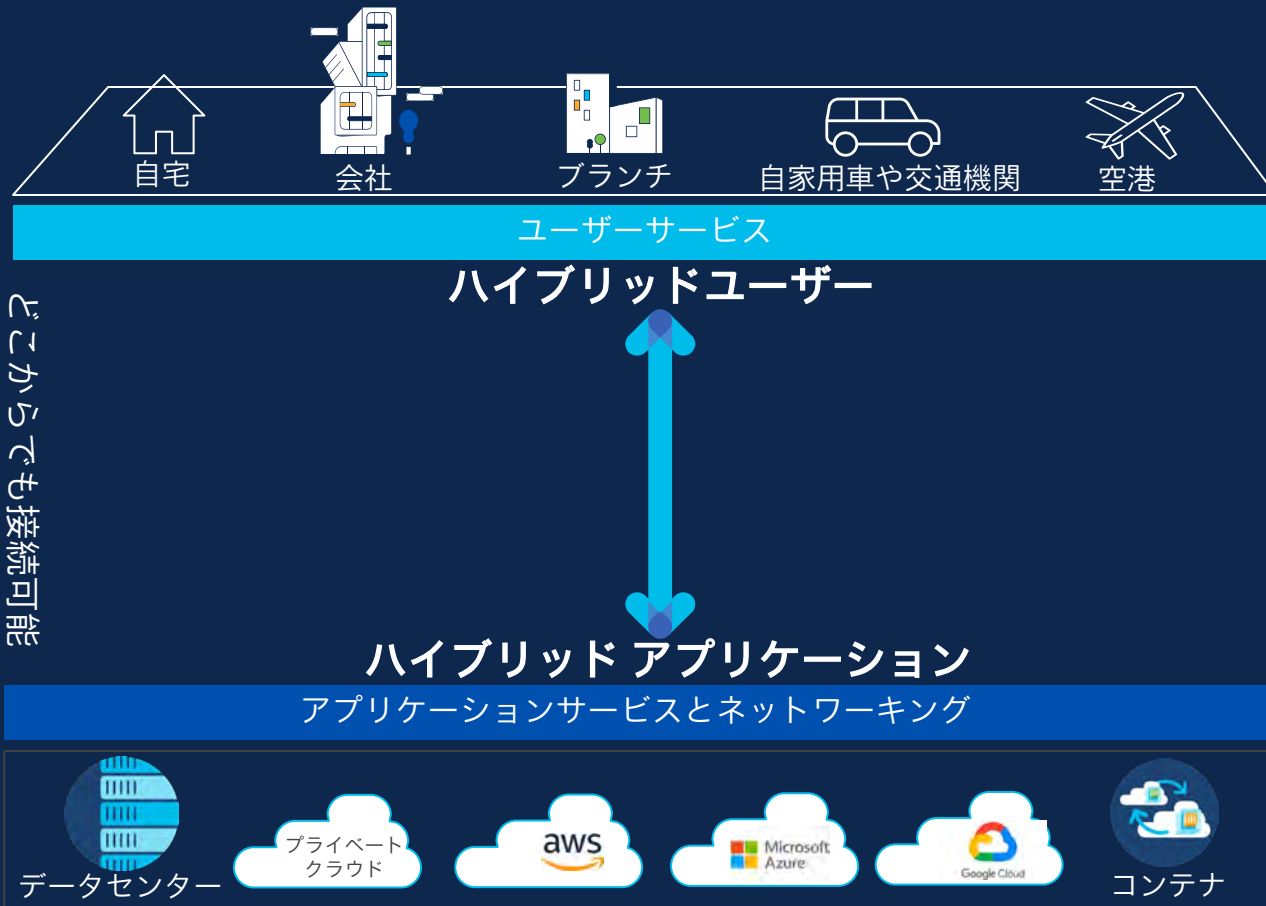 自宅
会社
ブランチ
自家用車や交通機関
空港
ユーザーサービス
ハイブリッドユーザー
どこからでも接続可能
ハイブリッド アプリケーション
アプリケーションサービスとネットワーキング
データセンター
プライベート
クラウド
aws
Microsoft
Azure
Google Cloud
コンテナ